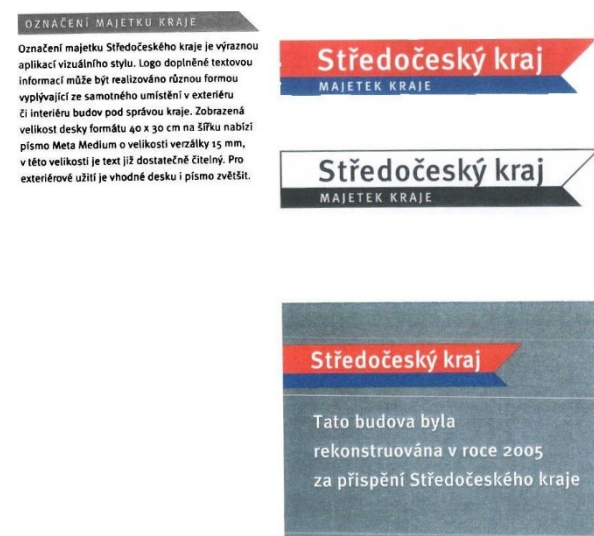 OZNAČENÍ MAJETKU KRAJE
Označení majetku Středočeského kraje je výraznou
aplikací vizuálního stylu. Logo doplněné textovou
informací může být realizováno různou formou
vyplývající ze samotného umístění v exteriéru
či interiéru budov pod správou kraje. Zobrazená
velikost desky formátu 40 x 30 cm na šířku nabízí
písmo Meta Medium o velikosti verzálky 15 mm,
v této velikosti je text již dostatečně čitelný. Pro
exteriérové užití je vhodné desku i písmo zvětšit.
Středočeský kraj
MAJETEK KRAJE
Středočeský kraj
MAJETEK KRAJE
Středočeský kraj
Tato budova byla
rekonstruována v roce 2005
za přispění Středočeského kraje